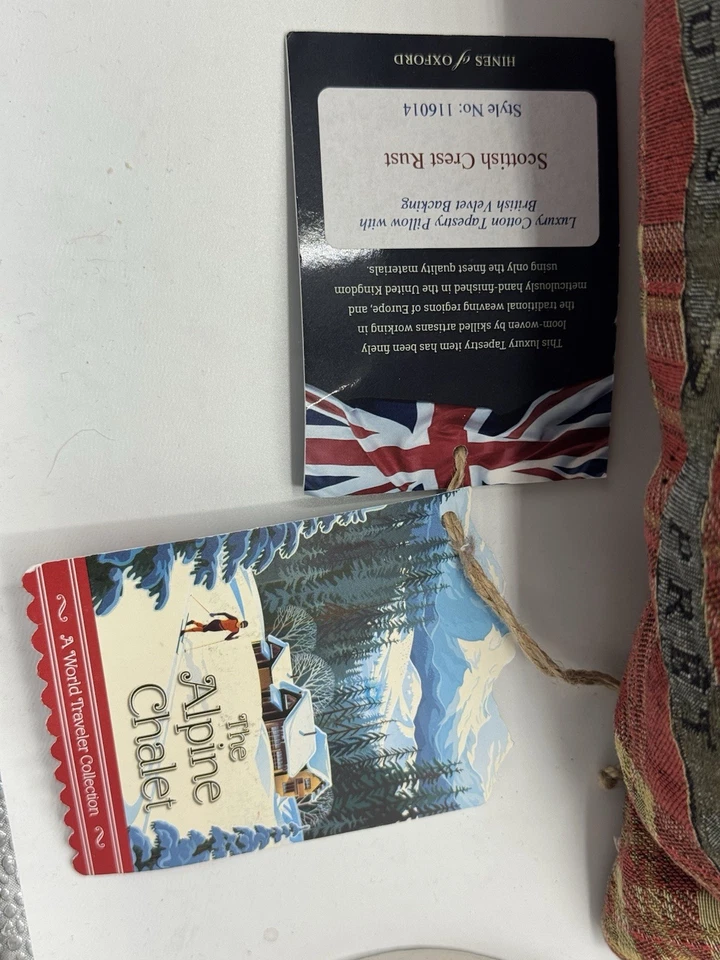 This luxury Tapestry item has been finely
loom-woven by skilled artisans working in
the traditional weaving regions of Europe, and
meticulously hand-finished in the United Kingdom
using only the finest quality materials.
Luxury Cotton Tapestry Pillow with
British Velvet Backing
Scottish Crest Rust
Style No: 116014
HINES of OXFORD
The
Alpine
Chalet
A World Traveler Collection